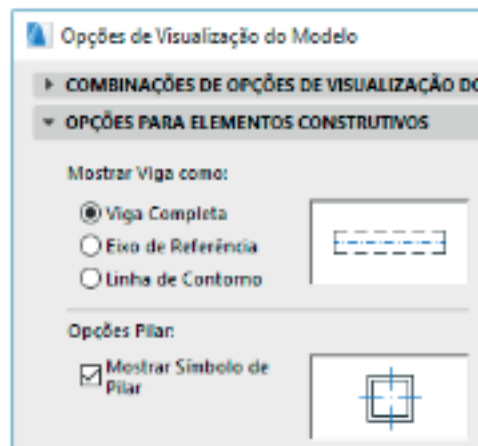 Opções de Visualização do Modelo
COMBINAÇÕES DE OPÇÕES DE VISUALIZAÇÃO DO
OPÇÕES PARA ELEMENTOS CONSTRUTIVOS
Mostrar Viga como:
Viga Completa
Eixo de Referência
Linha de Contorno
Opções Pilar:
Mostrar Símbolo de
Pilar